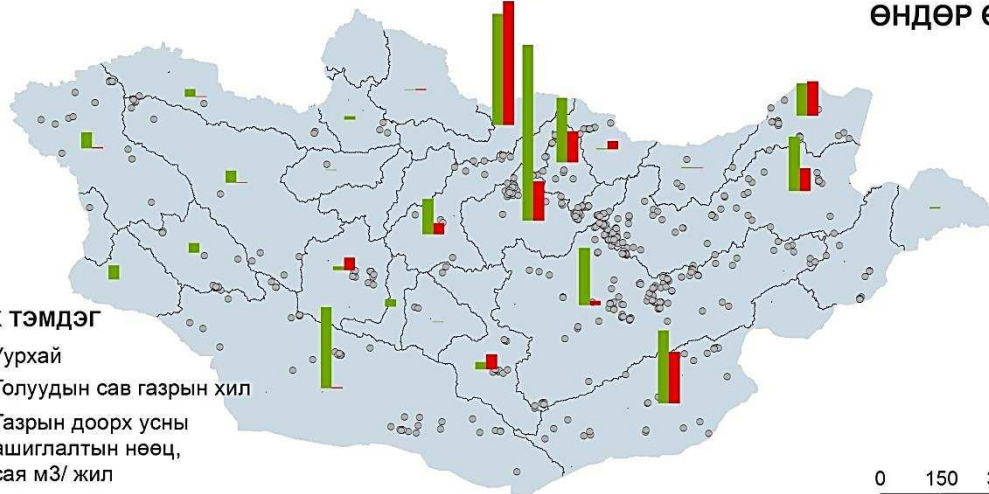 ӨНДӨР
ТЭМДЭГ
Уурхай
Голуудын сав газрын хил
Газрын доорх усны
ашиглалтын нөөц,
сая м3/ жил
0 150